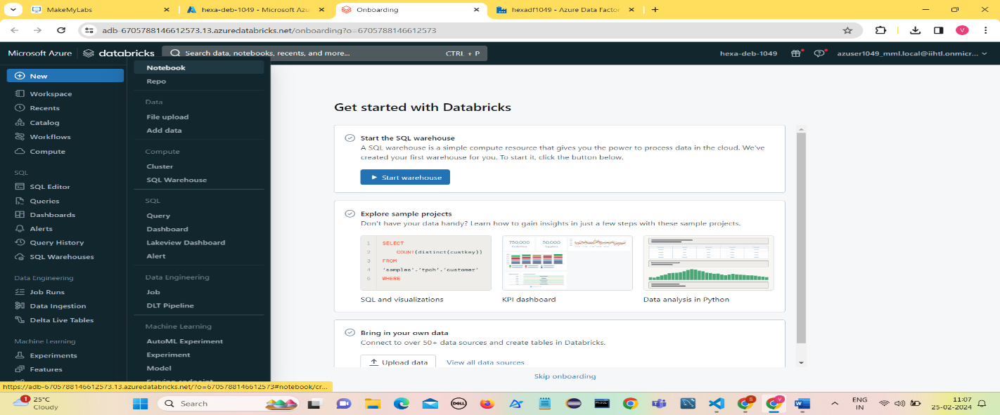 MakeMyLabs
hexa-deb-1049 - Microsoft Azu
Onboarding
hexadf1049 - Azure Data Factor
adb-6705788146612573.13.azuredatabricks.net/onboarding?o=6705788146612573
V
Microsoft Azure
databricks
Search data, notebooks, recents, and more...
CTRL + P
hexa-deb-1049
azuser1049_mml.local@iihtl.onmicr...
New
Workspace
Recents
Catalog
Workflows
Compute
SQL
SQL Editor
Queries
Dashboards
Alerts
Query History
SQL Warehouses
Data Engineering
Job Runs
Data Ingestion
Delta Live Tables
Machine Learning
Experiments
Features
Notebook
Repo
Data
File upload
Add data
Compute
Cluster
SQL Warehouse
SQL
Query
Dashboard
Lakeview Dashboard
Alert
Data Engineering
Job
DLT Pipeline
Machine Learning
AutoML Experiment
Experiment
Model
Serving endpoint
Get started with Databricks
Start the SQL warehouse
A SQL warehouse is a simple compute resource that gives you the power to process data in the cloud. We've
created your first warehouse for you. To start it, click the button below.
Start warehouse
Explore sample projects
Don't have your data handy? Learn how to gain insights in just a few steps with these sample projects.
1 SELECT
2 COUNT(distinct(custkey))
3 FROM
4 'samples'.'tpch'.'customer'
WHERE
750,000
50,000
SQL and visualizations
KPI dashboard
Data analysis in Python
Bring in your own data
Connect to over 50+ data sources and create tables in Databricks.
Upload data
View all data sources
Skip onboarding
https://adb-6705788146612573.13.azuredatabricks.net/?o=6705788146612573#notebook/cr...
1
25°C
Cloudy
Search
DELL
S
V
ENG
IN
11:07
25-02-2024